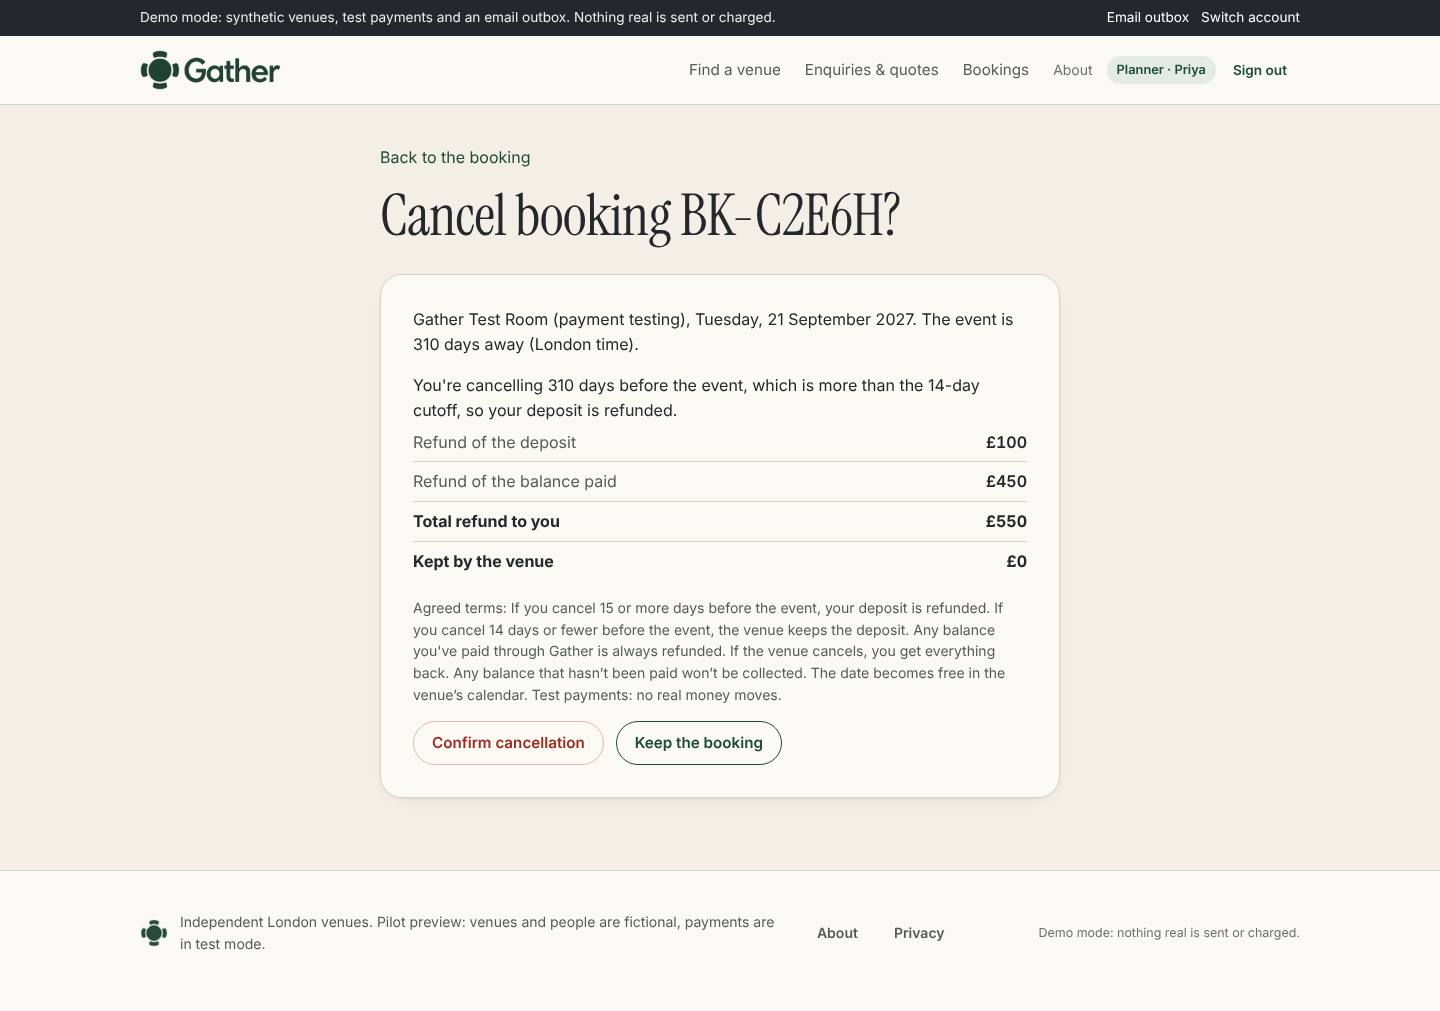 Demo mode: synthetic venues, test payments and an email outbox. Nothing real is sent or charged.
Email outbox Switch account
Gather
Find a venue Enquiries & quotes Bookings About Planner · Priya Sign out
Back to the booking
Cancel booking BK-C2E6H?
Gather Test Room (payment testing), Tuesday, 21 September 2027. The event is
310 days away (London time).
You're cancelling 310 days before the event, which is more than the 14-day
cutoff, so your deposit is refunded.
Refund of the deposit £100
Refund of the balance paid £450
Total refund to you £550
Kept by the venue £0
Agreed terms: If you cancel 15 or more days before the event, your deposit is refunded. If
you cancel 14 days or fewer before the event, the venue keeps the deposit. Any balance
you've paid through Gather is always refunded. If the venue cancels, you get everything
back. Any balance that hasn’t been paid won’t be collected. The date becomes free in the
venue’s calendar. Test payments: no real money moves.
Confirm cancellation Keep the booking
Independent London venues. Pilot preview: venues and people are fictional, payments are
in test mode.
About Privacy
Demo mode: nothing real is sent or charged.